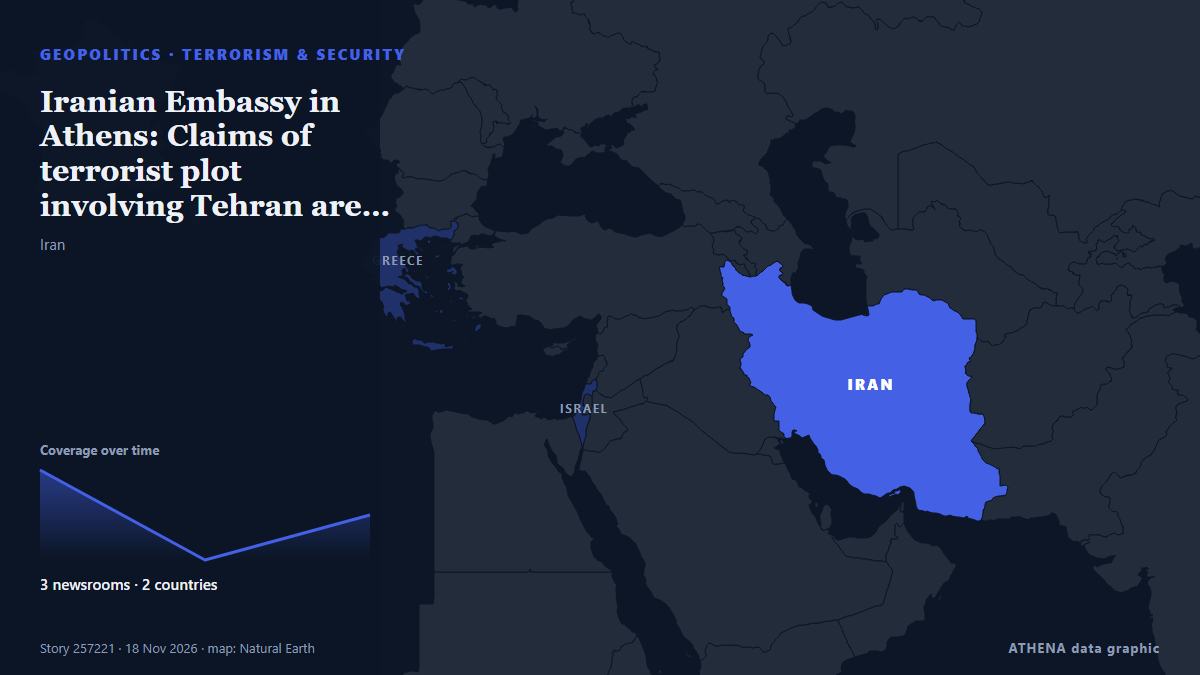 GEOPOLITICS · TERRORISM & SECURITY
Iranian Embassy in
Athens: Claims of
terrorist plot
involving Tehran are...
Iran
GREECE
IRAN
ISRAEL
Coverage over time
3 newsrooms · 2 countries
Story 257221 · 18 Nov 2026 · map: Natural Earth
ATHENA data graphic